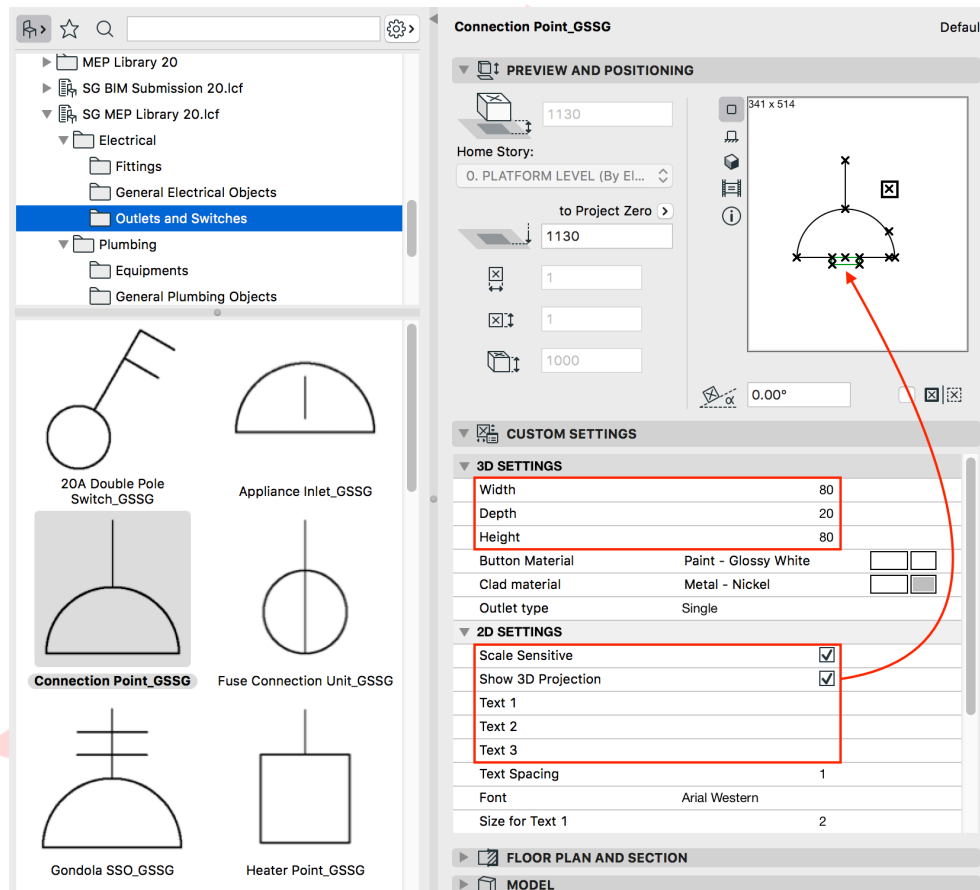 MEP Library 20
SG BIM Submission 20.lcf
SG MEP Library 20.lcf
Electrical
Fittings
General Electrical Objects
Outlets and Switches
Plumbing
Equipments
General Plumbing Objects
20A Double Pole
Switch_GSSG
Appliance Inlet_GSSG
Connection Point_GSSG
Fuse Connection Unit_GSSG
Gondola SSO_GSSG
Heater Point_GSSG
Connection Point_GSSG
Defaul
PREVIEW AND POSITIONING
1130
Home Story:
0. PLATFORM LEVEL (By El...
to Project Zero
1130
1
1
1000
341 x 514
α
0.00°
CUSTOM SETTINGS
3D SETTINGS
Width 80
Depth 20
Height 80
Button Material Paint - Glossy White
Clad material Metal - Nickel
Outlet type Single
2D SETTINGS
Scale Sensitive
Show 3D Projection
Text 1
Text 2
Text 3
Text Spacing 1
Font Arial Western
Size for Text 1 2
FLOOR PLAN AND SECTION
MODEL